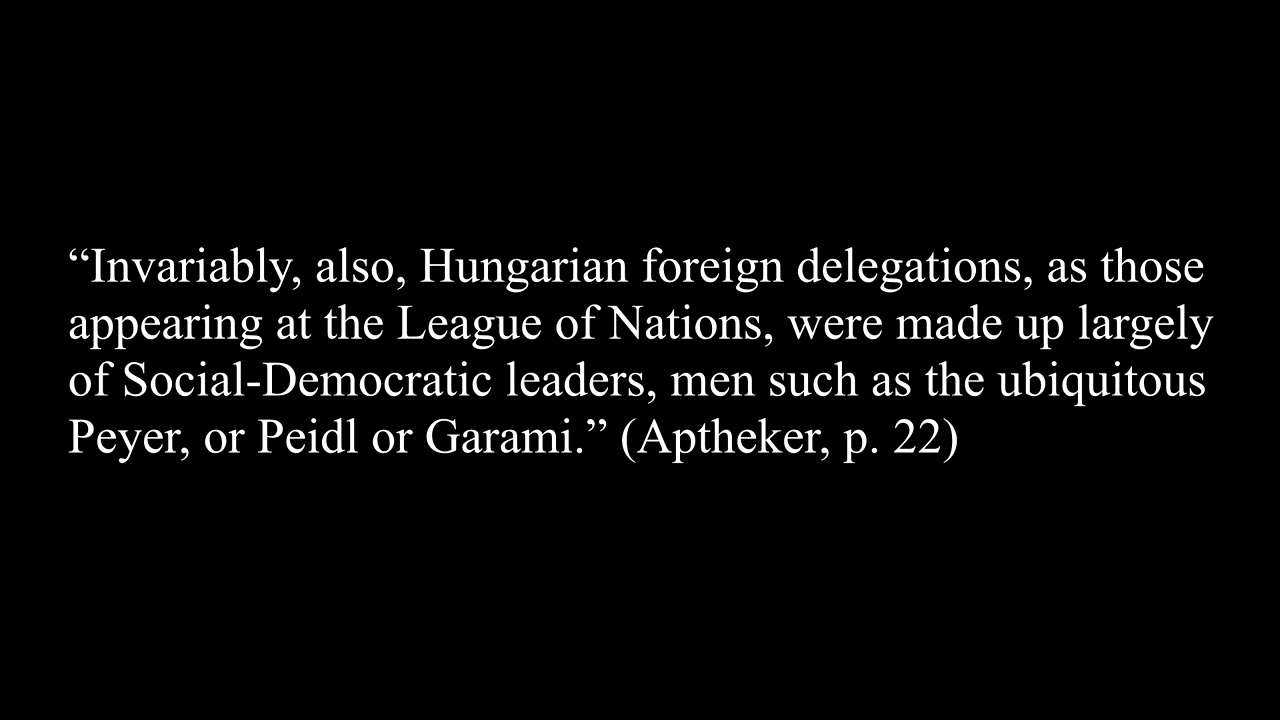 “Invariably, also, Hungarian foreign delegations, as those
appearing at the League of Nations, were made up largely
of Social-Democratic leaders, men such as the ubiquitous
Peyer, or Peidl or Garami.” (Aptheker, p. 22)